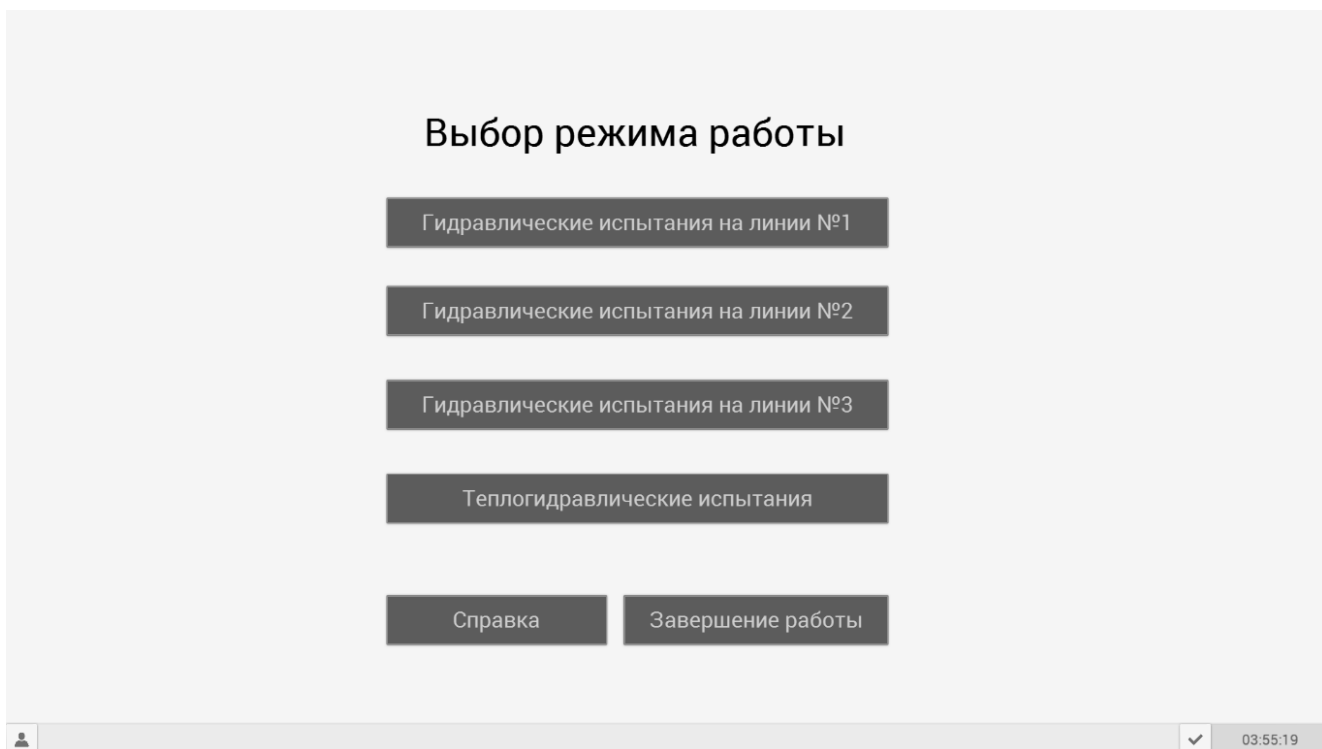 Выбор режима работы
Гидравлические испытания на линии №1
Гидравлические испытания на линии №2
Гидравлические испытания на линии №3
Теплогидравлические испытания
Справка
Завершение работы
03:55:19